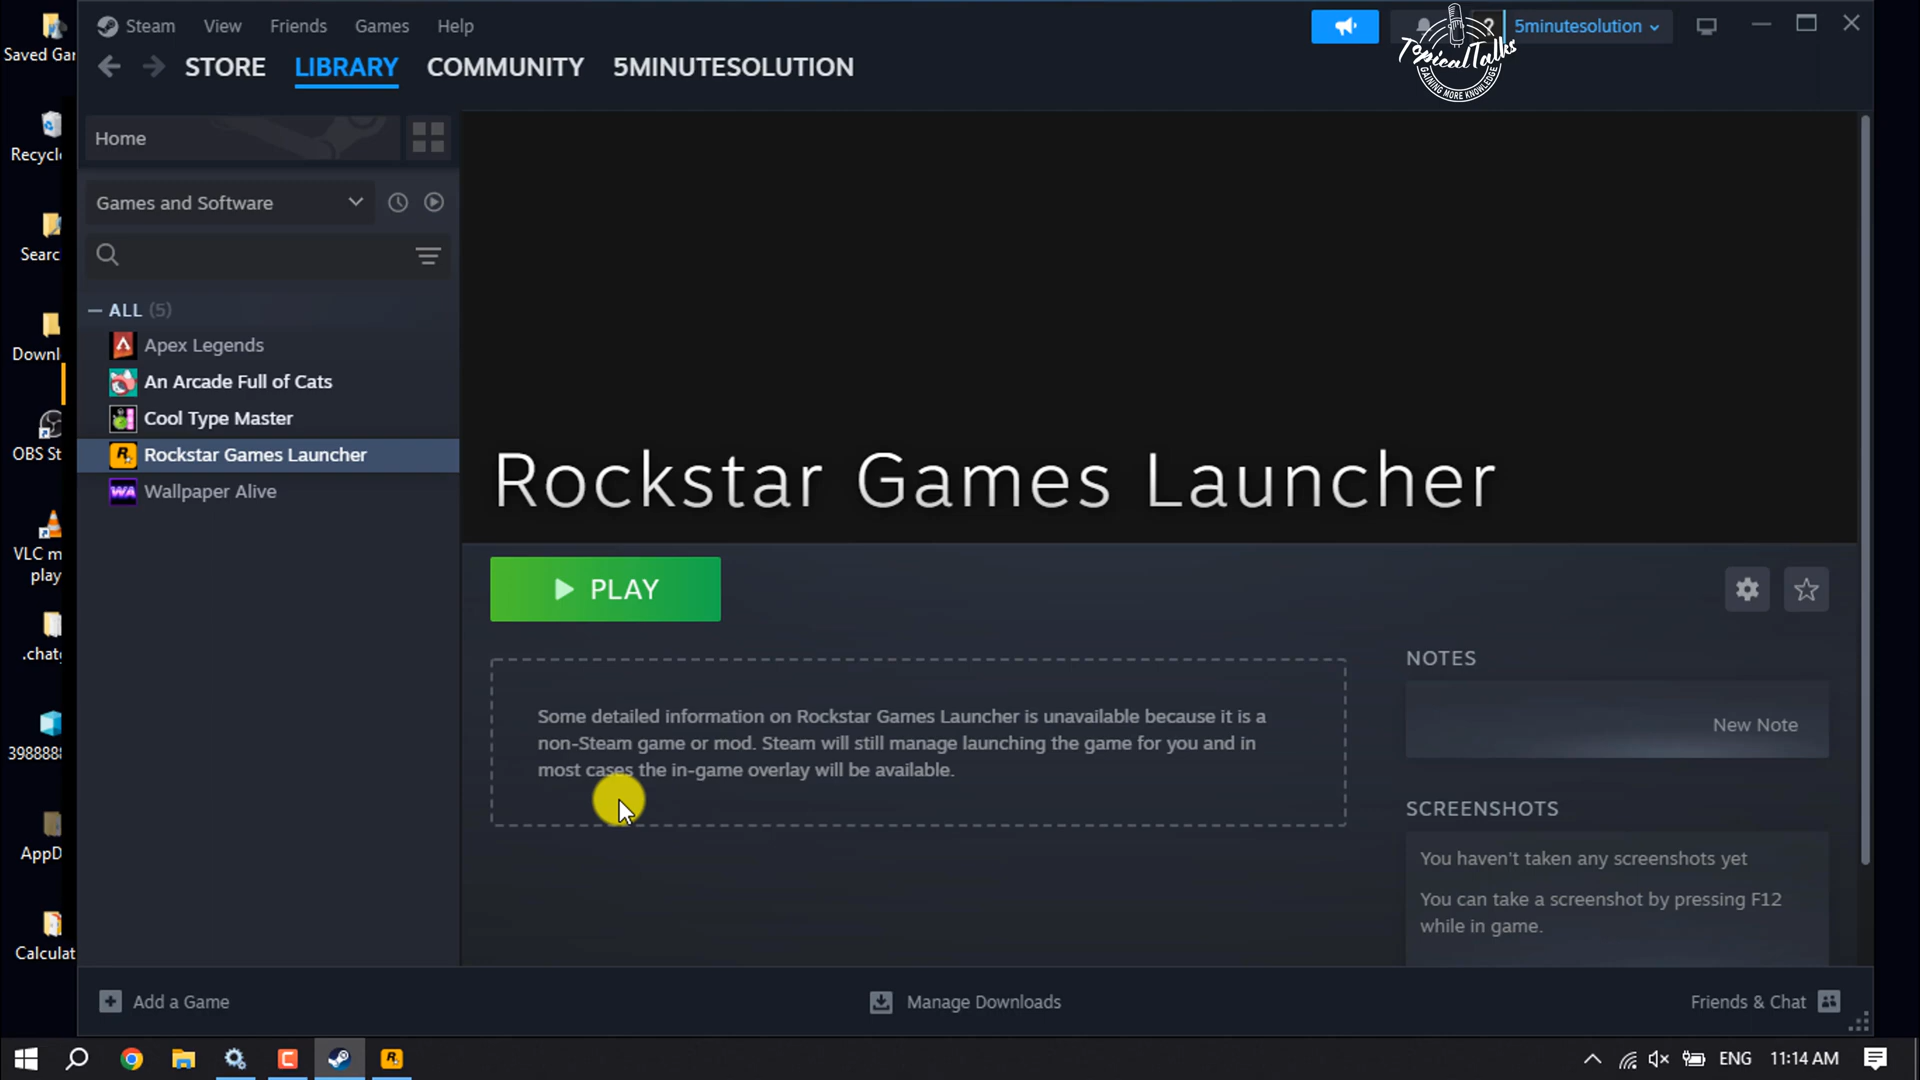 Steam View Friends Games Help
5minutesolution
TopicalTalks
GAINING MORE KNOWLEDGE
STORE LIBRARY COMMUNITY 5MINUTESOLUTION
Home
Games and Software
ALL (5)
Apex Legends
An Arcade Full of Cats
Cool Type Master
Rockstar Games Launcher
Wallpaper Alive
Rockstar Games Launcher
PLAY
Some detailed information on Rockstar Games Launcher is unavailable because it is a
non-Steam game or mod. Steam will still manage launching the game for you and in
most cases the in-game overlay will be available.
NOTES
New Note
SCREENSHOTS
You haven't taken any screenshots yet
You can take a screenshot by pressing F12
while in game.
Add a Game
Manage Downloads
Friends & Chat
Saved Gar
Recycl
Searc
Downl
OBS St
VLC m
play
.chat
398888
AppD
Calculat
ENG 11:14 AM